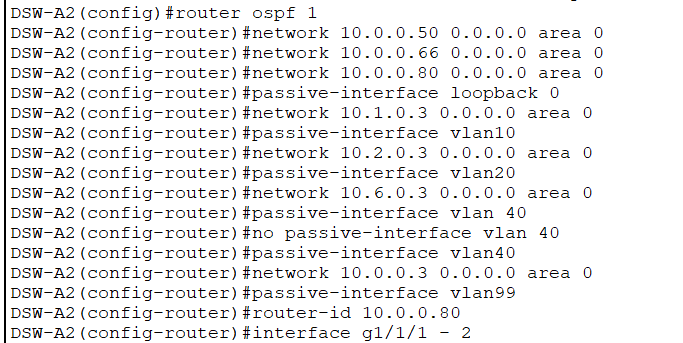 DSW-A2(config)#router ospf 1
DSW-A2(config-router)#network 10.0.0.50 0.0.0.0 area 0
DSW-A2(config-router)#network 10.0.0.66 0.0.0.0 area 0
DSW-A2(config-router)#network 10.0.0.80 0.0.0.0 area 0
DSW-A2(config-router)#passive-interface loopback 0
DSW-A2(config-router)#network 10.1.0.3 0.0.0.0 area 0
DSW-A2(config-router)#passive-interface vlan10
DSW-A2(config-router)#network 10.2.0.3 0.0.0.0 area 0
DSW-A2(config-router)#passive-interface vlan20
DSW-A2(config-router)#network 10.6.0.3 0.0.0.0 area 0
DSW-A2(config-router)#passive-interface vlan 40
DSW-A2(config-router)#no passive-interface vlan 40
DSW-A2(config-router)#passive-interface vlan40
DSW-A2(config-router)#network 10.0.0.3 0.0.0.0 area 0
DSW-A2(config-router)#passive-interface vlan99
DSW-A2(config-router)#router-id 10.0.0.80
DSW-A2(config-router)#interface g1/1/1 - 2